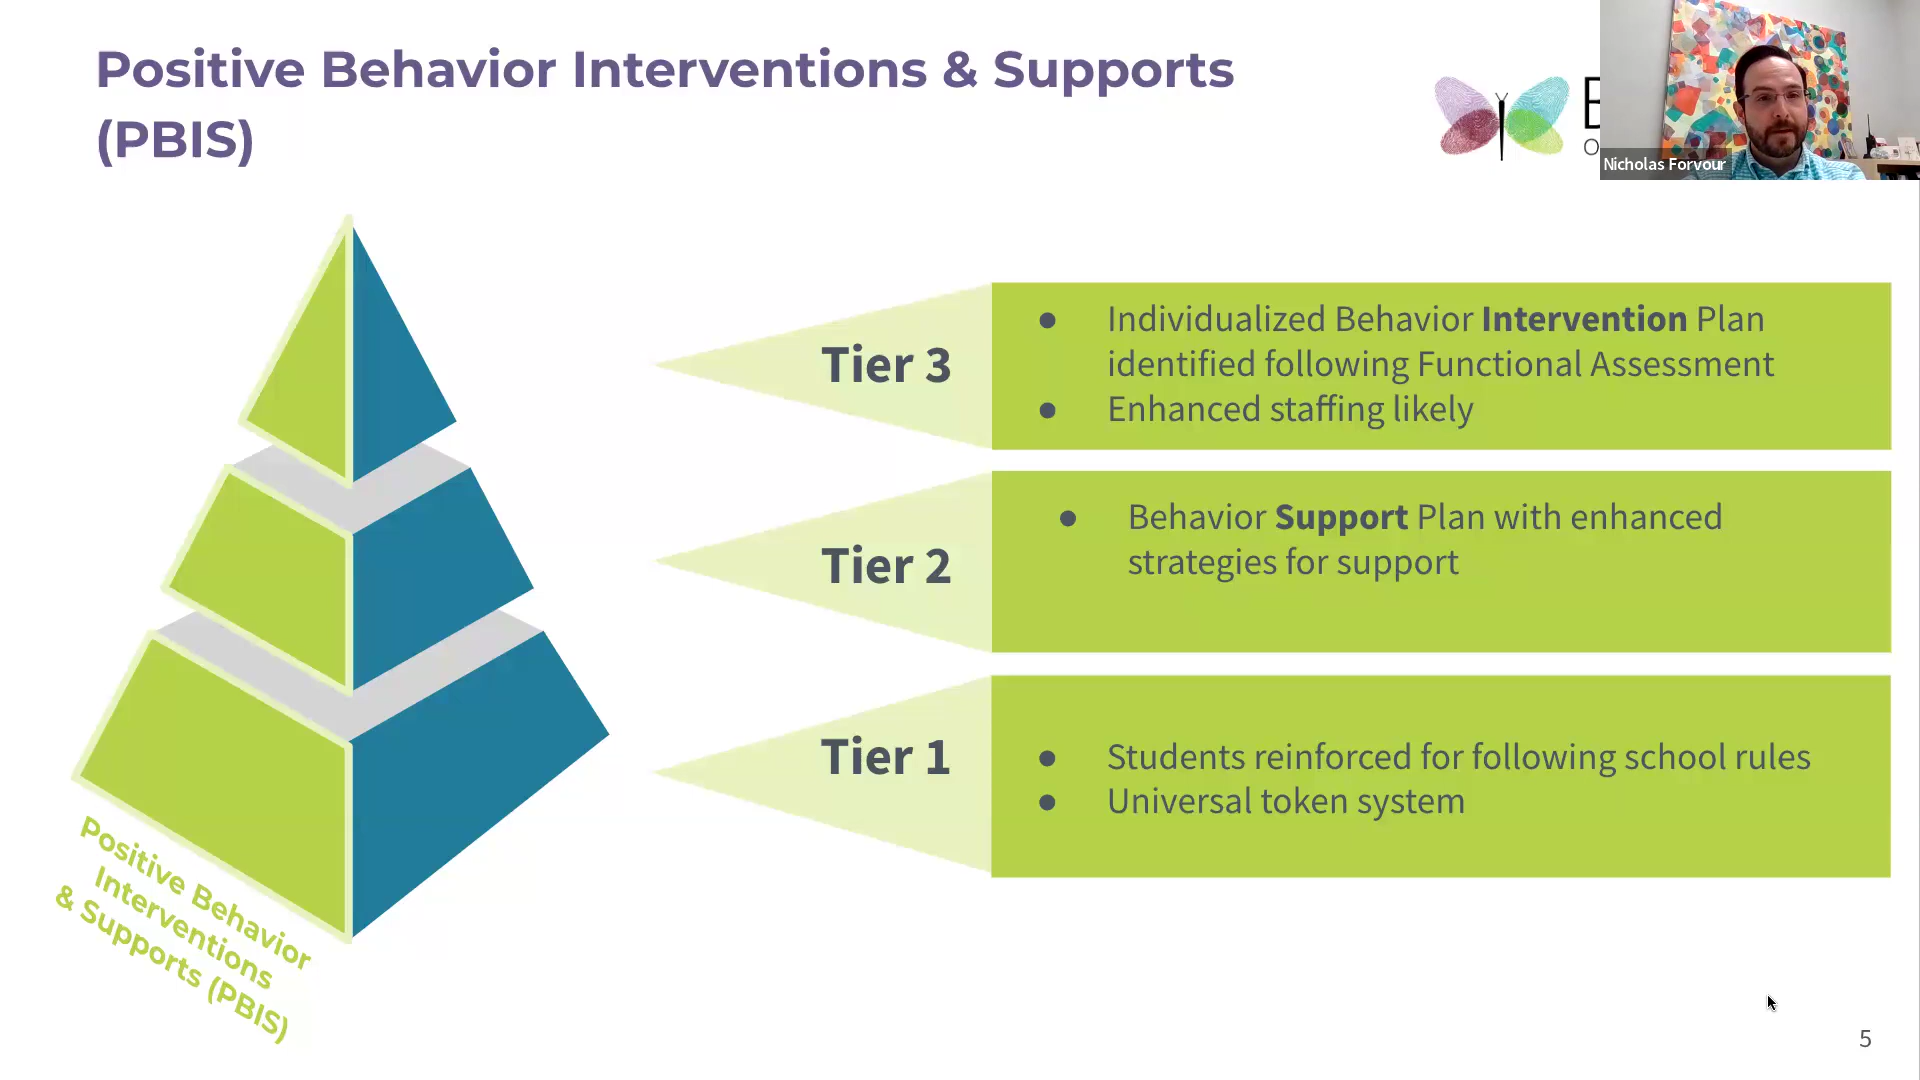 Positive Behavior Interventions & Supports
(PBIS)
Nicholas Forvour
Tier 3
● Individualized Behavior Intervention Plan
identified following Functional Assessment
● Enhanced staffing likely
Tier 2
● Behavior Support Plan with enhanced
strategies for support
Tier 1
● Students reinforced for following school rules
● Universal token system
Positive Behavior
Interventions
& Supports (PBIS)
5